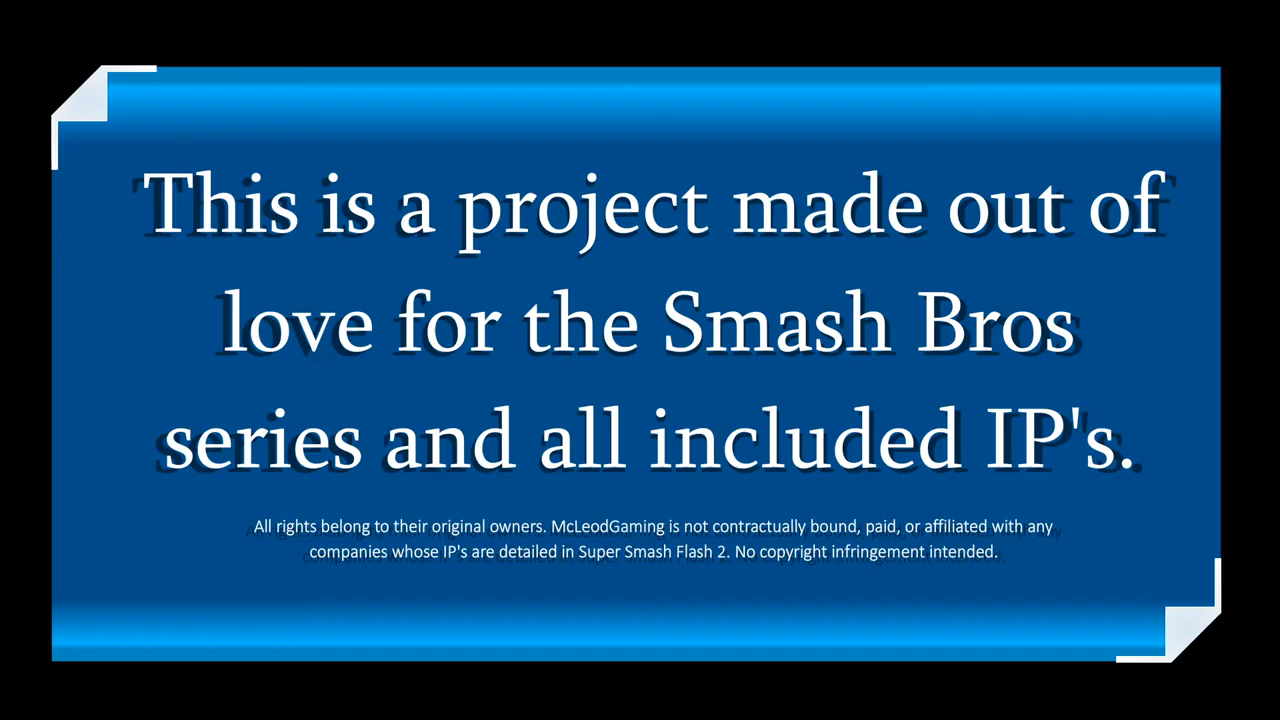 This is a project made out of
love for the Smash Bros
series and all included IP's.
All rights belong to their original owners. McLeodGaming is not contractually bound, paid, or affiliated with any
companies whose IP's are detailed in Super Smash Flash 2. No copyright infringement intended.